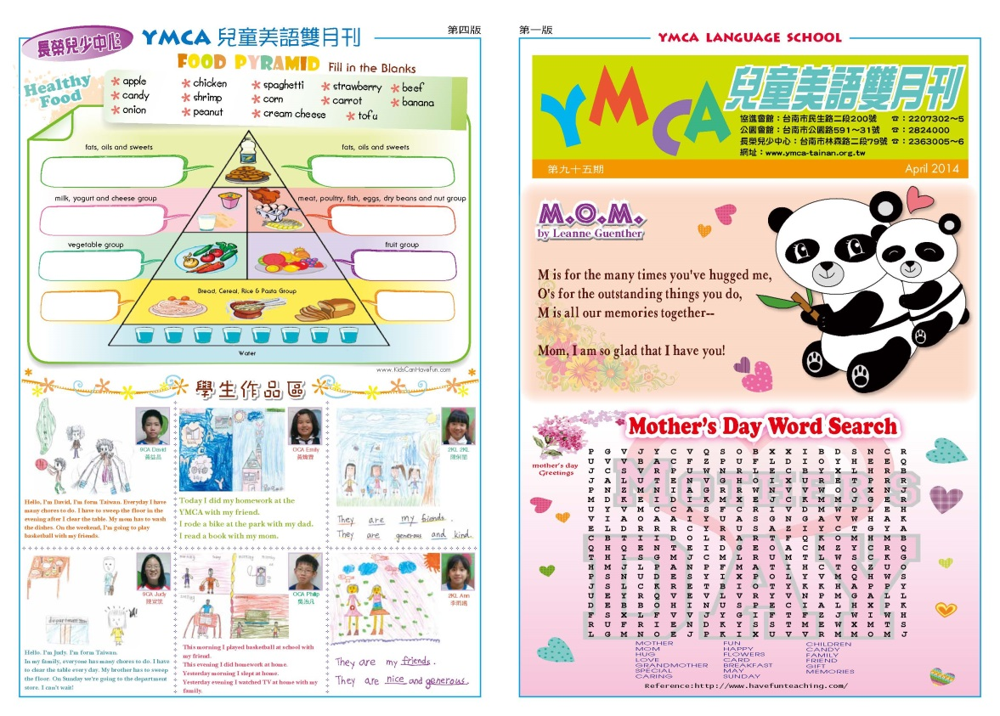 長榮兒少中心
YMCA 兒童美語雙月刊
第四版
FOOD PYRAMID Fill in the Blanks
Healthy
Food
* apple
* candy
* onion
* chicken
* shrimp
* peanut
* spaghetti
* corn
* cream cheese
* strawberry
* carrot
* tofu
* beef
* banana
fats, oils and sweets
fats, oils and sweets
milk, yogurt and cheese group
meat, poultry, fish, eggs, dry beans and nut group
vegetable group
fruit group
Bread, Cereal, Rice & Pasta Group
Water
www.KidsCanHaveFun.com
學生作品區
9CA David
Hello, I'm David, I'm form Taiwan. Everyday I have
many chores to do. I have to sweep the floor in the
evening after I clear the table. My mom has to wash
the dishes. On the weekend, I'm going to play
basketball with my friends.
OCA Emily
Today I did my homework at the
YMCA with my friend.
I rode a bike at the park with my dad.
I read a book with my mom.
2KL 2KL
They are my friends.
They are generous and kind.
9CA Judy
department store
Hello. I'm Judy. I'm form Taiwan.
In my family, everyone has many chores to do. I have
to clear the table every day. My brother has to sweep
the floor. On Sunday we're going to the department
store. I can't wait!
OCA Philip
This morning I played basketball at school with
my friend.
This evening I did homework at home.
Yesterday morning I slept at home.
Yesterday evening I watched TV at home with my
family.
2KL Ann
They are my friends.
They are nice and generous.
第一版
YMCA LANGUAGE SCHOOL
YMCA 兒童美語雙月刊
協進會館：台南市民生路二段200號 ☎：2207302～5
公園會館：台南市公園路591～31號 ☎：2824000
長榮兒少中心：台南市林森路二段79號 ☎：2363005～6
網址：www.ymca-tainan.org.tw
第九十五期
April 2014
M.O.M.
by Leanne Guenther
M is for the many times you've hugged me,
O's for the outstanding things you do,
M is all our memories together--
Mom, I am so glad that I have you!
Mother's Day Word Search
mother's day
Greetings
MOTHERS
DAY
P G V J Y C V Q S O B X X I B D S N C R
U V V B X C F Z P U F L D I O Y H E E Q
J C S V R P U W N R L E C B Y X L H R B
J A L U T E A V G H O I X U W E T P R R
P N Z M N I A G R R W N V V W O O X N S
M D K E I D I K M X E J C K M M J G E R
U Y V M C C A S F C R I V D M W L L E H
V I A O A A A Y U A S G N G A V W H A K
E L D R R R O Y R U S A Z I Y C T G Y A
C B T I I D O L R A R T F Q K O M H M B
Q H Q E N T L I D G E O A C M E Y C R Q
T H I S G M J C M L R U M T L W S C K G
H M J L P A N P F M A T I H C T Q Z U O
P S N U D E S Y I X P O L Y V M Q H W S
J S L C K R E T B I O T Y K K H A P P Y
U E Y R Q V E V L V R Y V N P M G A L L
D E B B O H I N U S P E C I A L H X P K
F S X L F V V J Y G I F T F Z X J W I W H
R U F R I E N D K Y S S T M E W X M T D
L G M N O E J P K I X U Y V R M M O M S J
MOTHER
MOM
HUG
LOVE
GRANDMOTHER
SPECIAL
CARING
FUN
HAPPY
FLOWERS
CARD
BREAKFAST
MAY
SUNDAY
CHILDREN
CANDY
FAMILY
FRIEND
GIFT
MEMORIES
Reference:http://www.havefunteaching.com/